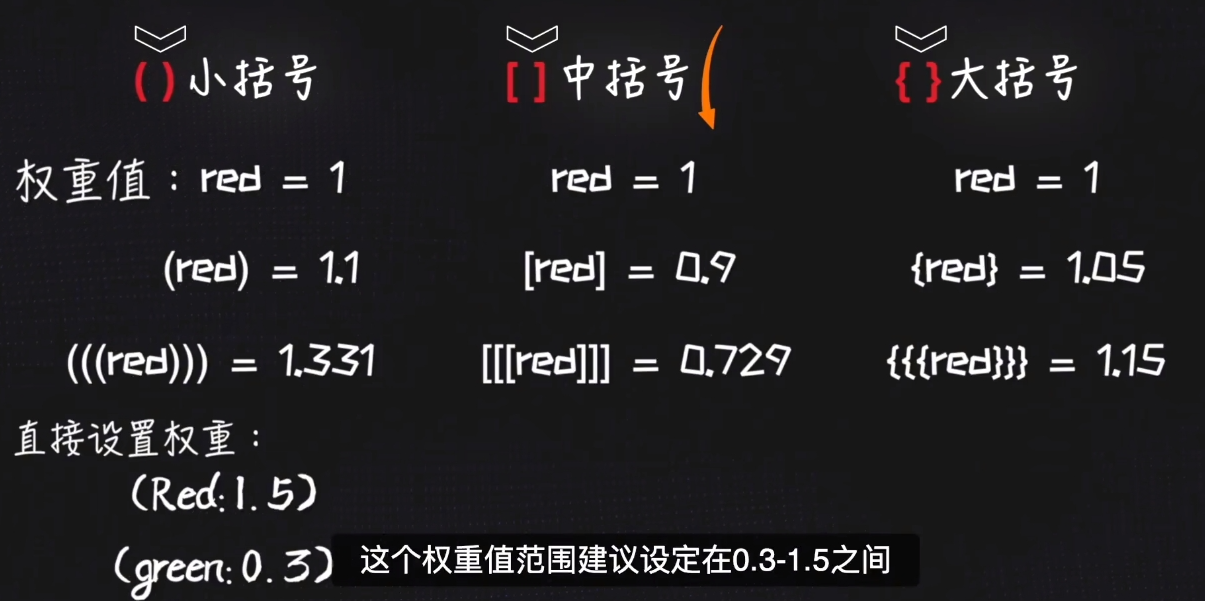 ()小括号 []中括号 {}大括号
权重值：red = 1 red = 1 red = 1
(red) = 1.1 [red] = 0.9 {red} = 1.05
(((red))) = 1.331 [[[red]]] = 0.729 {{{red}}} = 1.15
直接设置权重：
(Red:1.5)
(green:0.3)
这个权重值范围建议设定在0.3-1.5之间